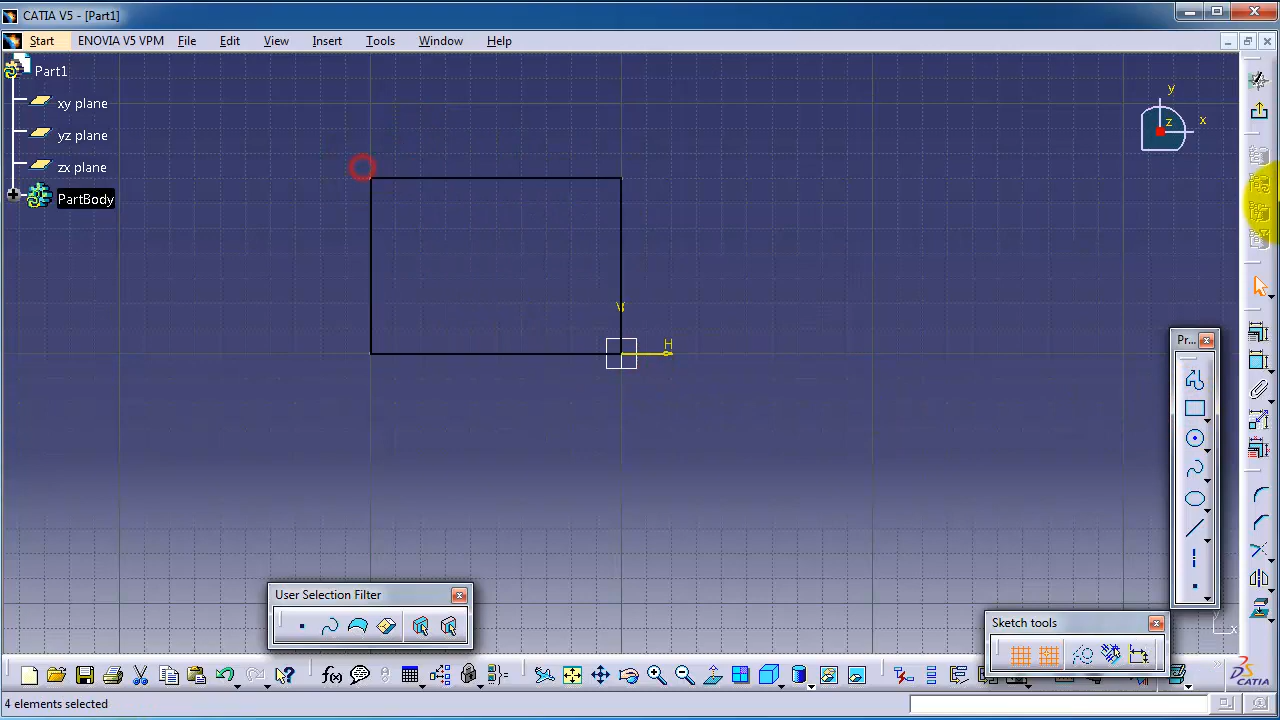 CATIA V5 - [Part1]
Start ENOVIA V5 VPM File Edit View Insert Tools Window Help
Part1
xy plane
yz plane
zx plane
PartBody
y
x
z
V
H
Pr...
User Selection Filter
Sketch tools
y
x
f(x)
CATIA
4 elements selected